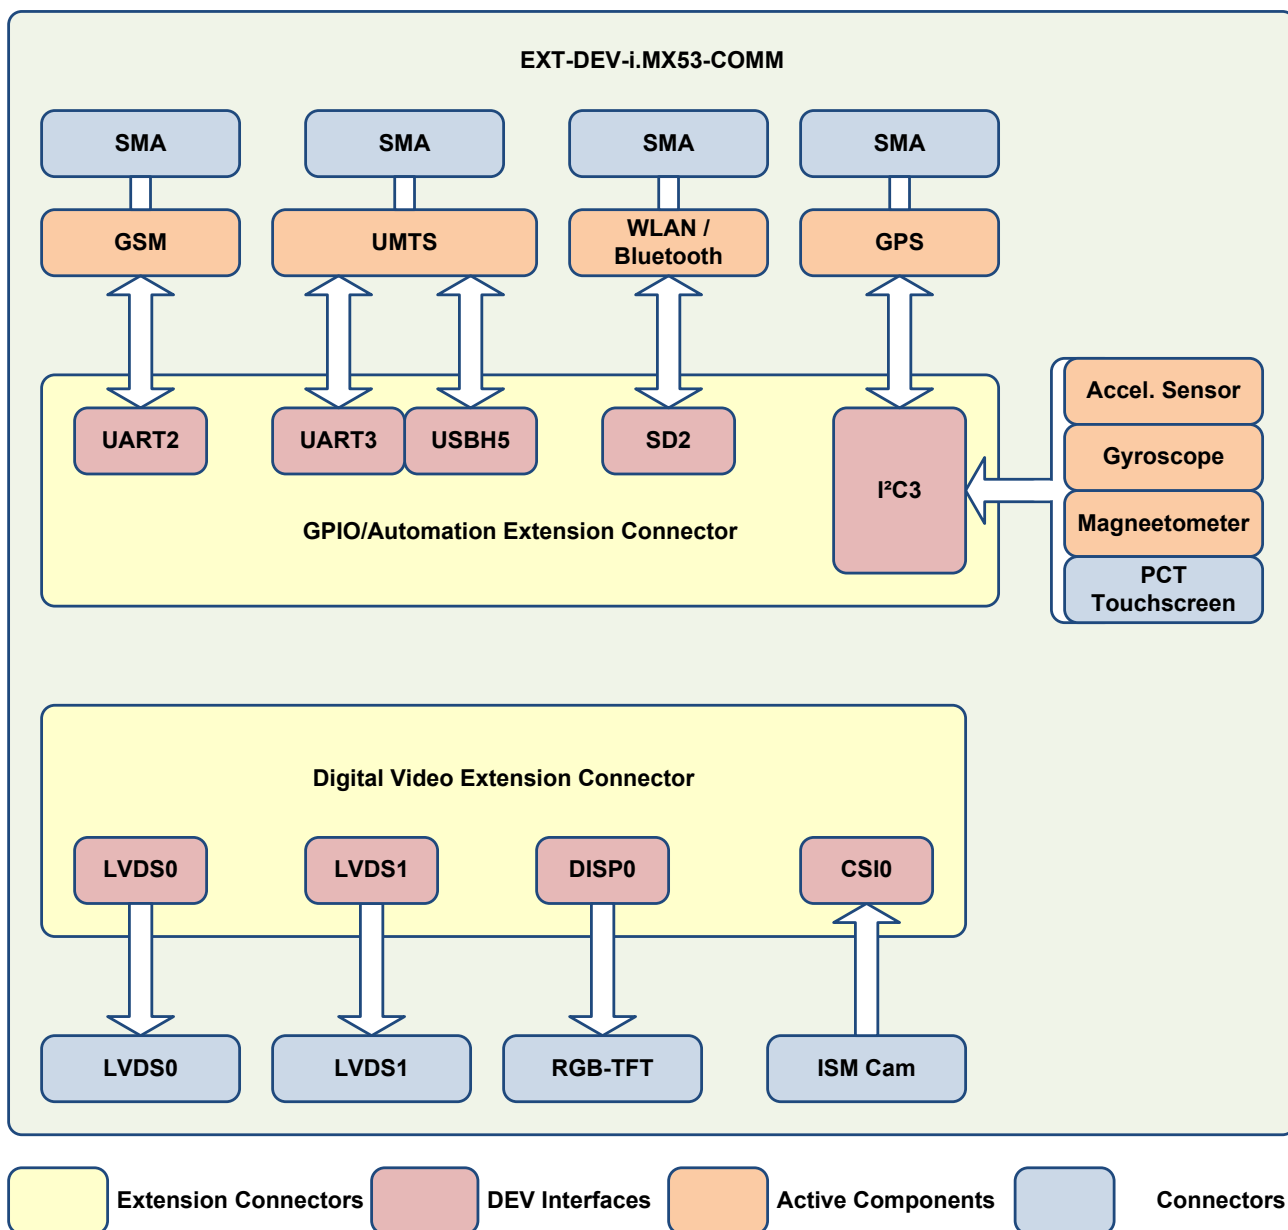 EXT-DEV-i.MX53-COMM
SMA
SMA
SMA
SMA
GSM
UMTS
WLAN /
Bluetooth
GPS
UART2
UART3
USBH5
SD2
I²C3
GPIO/Automation Extension Connector
Accel. Sensor
Gyroscope
Magneetometer
PCT
Touchscreen
Digital Video Extension Connector
LVDS0
LVDS1
DISP0
CSI0
LVDS0
LVDS1
RGB-TFT
ISM Cam
Extension Connectors
DEV Interfaces
Active Components
Connectors